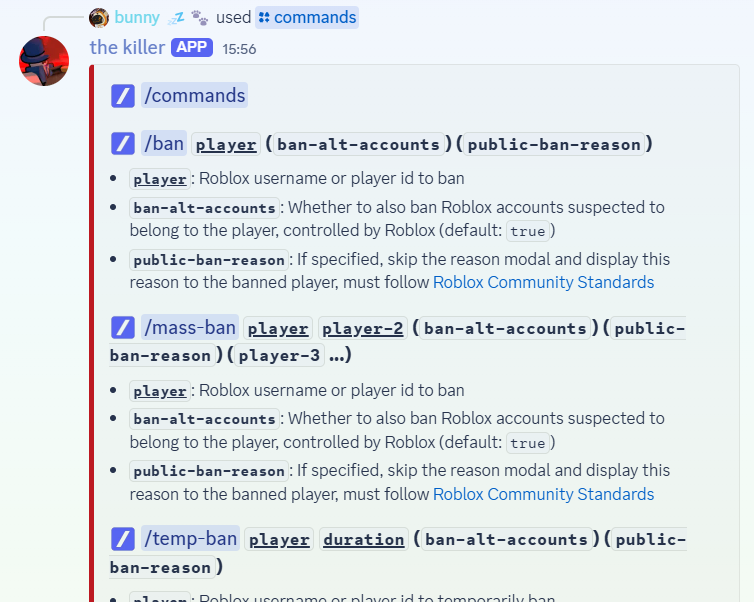 bunny 💤 🐾 used commands
the killer APP 15:56
/commands
/ban player (ban-alt-accounts)(public-ban-reason)
• player: Roblox username or player id to ban
• ban-alt-accounts: Whether to also ban Roblox accounts suspected to
belong to the player, controlled by Roblox (default: true)
• public-ban-reason: If specified, skip the reason modal and display this
reason to the banned player, must follow Roblox Community Standards
/mass-ban player player-2 (ban-alt-accounts)(public-
ban-reason)(player-3 …)
• player: Roblox username or player id to ban
• ban-alt-accounts: Whether to also ban Roblox accounts suspected to
belong to the player, controlled by Roblox (default: true)
• public-ban-reason: If specified, skip the reason modal and display this
reason to the banned player, must follow Roblox Community Standards
/temp-ban player duration (ban-alt-accounts)(public-
ban-reason)
• player: Roblox username or player id to temporarily ban